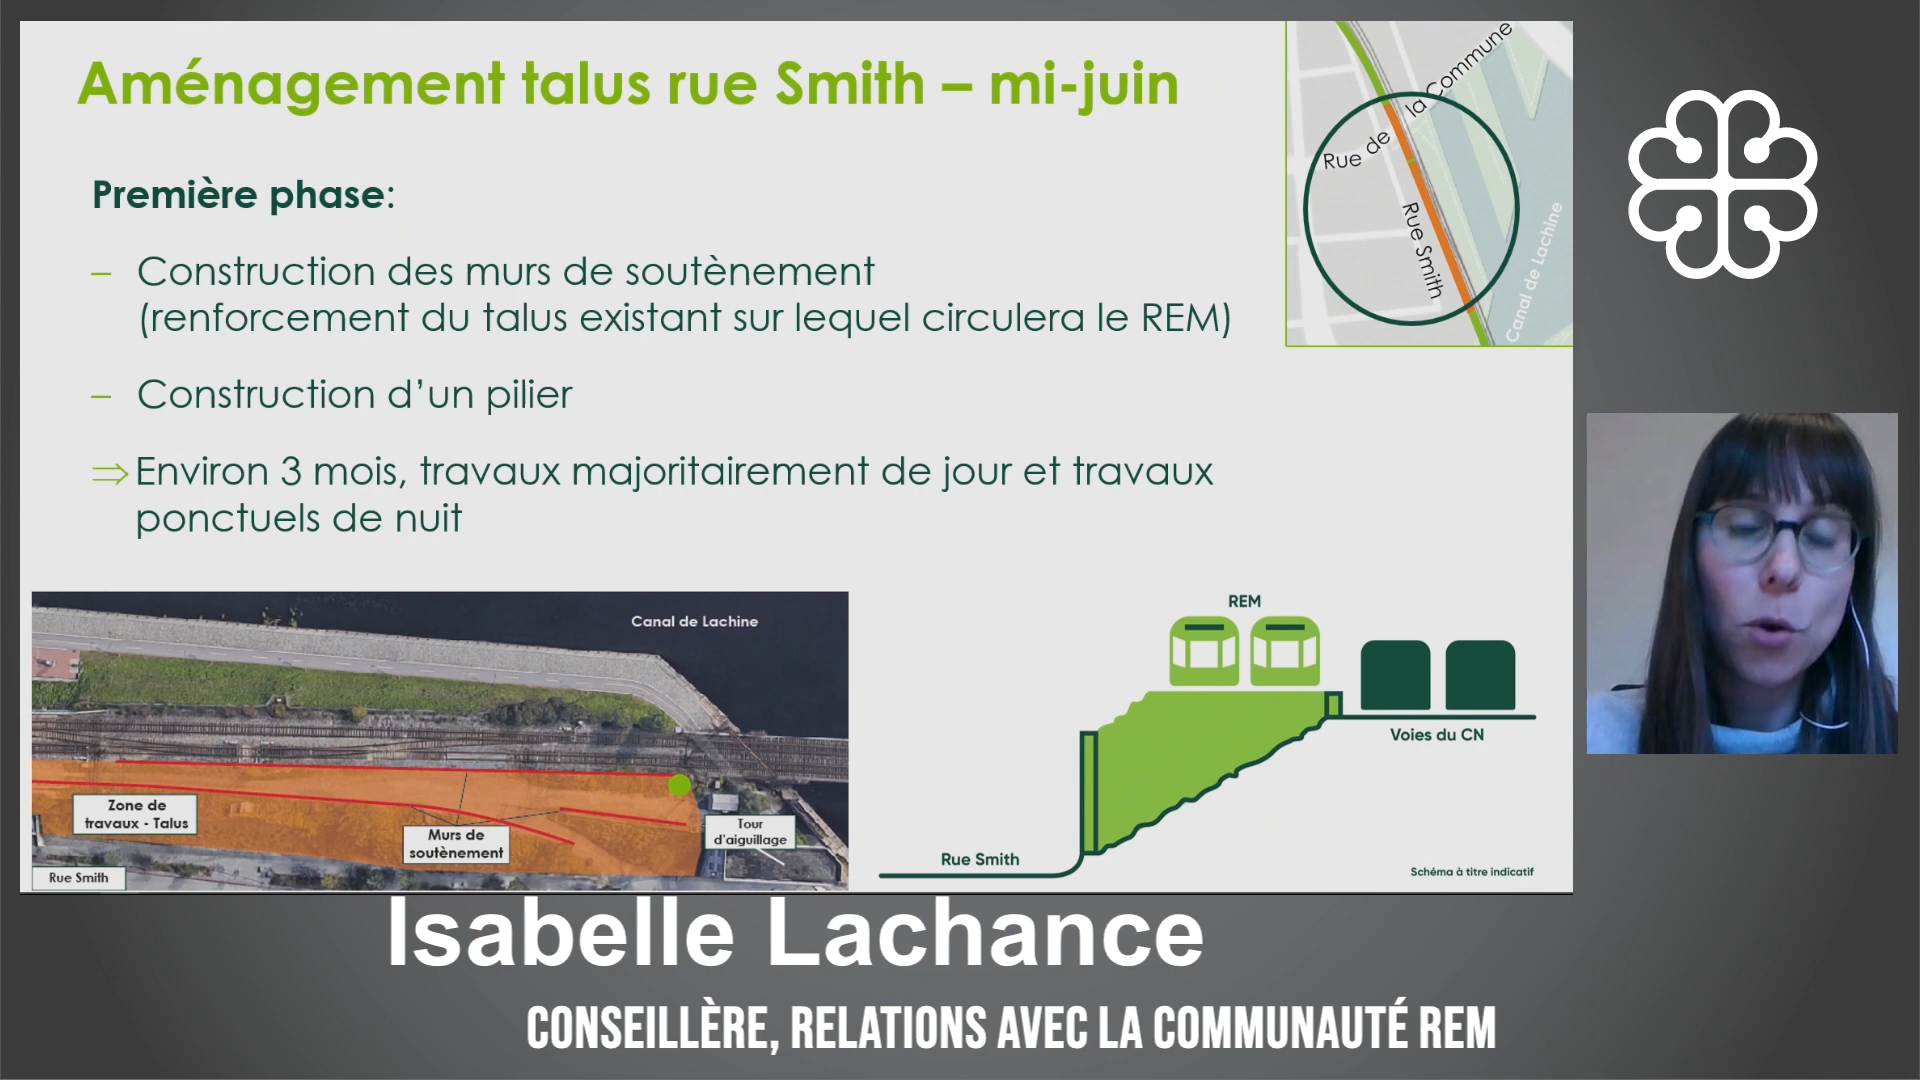 Aménagement talus rue Smith – mi-juin
Première phase:
– Construction des murs de soutènement
(renforcement du talus existant sur lequel circulera le REM)
– Construction d’un pilier
⇒ Environ 3 mois, travaux majoritairement de jour et travaux
ponctuels de nuit
Rue de la Commune
Rue Smith
Canal de Lachine
Canal de Lachine
Zone de
travaux - Talus
Murs de
soutènement
Tour
d’aiguillage
Rue Smith
REM
Voies du CN
Rue Smith
Schéma à titre indicatif
Isabelle Lachance
CONSEILLÈRE, RELATIONS AVEC LA COMMUNAUTÉ REM